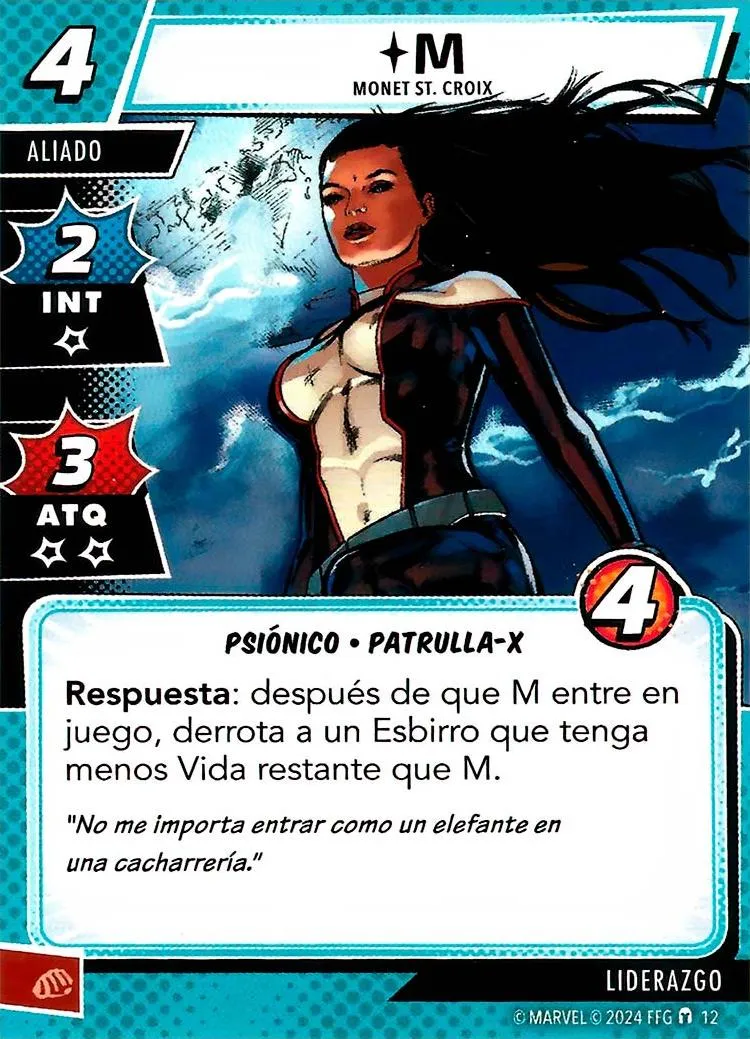 4
M
MONET ST. CROIX
ALIADO
2
INT
3
ATQ
4
PSIÓNICO • PATRULLA-X
Respuesta: después de que M entre en
juego, derrota a un Esbirro que tenga
menos Vida restante que M.
"No me importa entrar como un elefante en
una cacharrería."
LIDERAZGO
© MARVEL © 2024 FFG 12